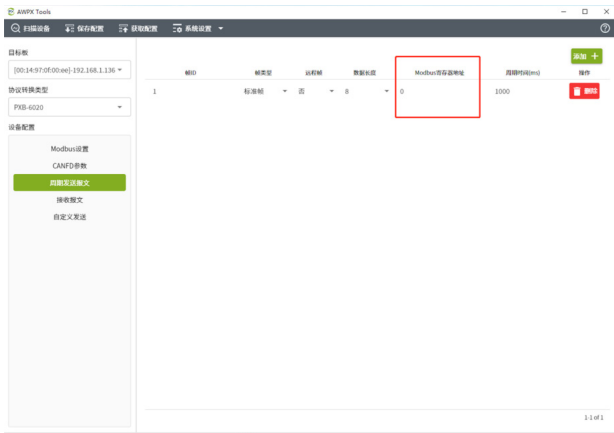 AWPX Tools
扫描设备 保存配置 获取配置 系统设置
目标板
[00:14:97:0f:00:ee]-192.168.1.136
协议转换类型
PXB-6020
设备配置
Modbus设置
CANFD参数
周期发送报文
接收报文
自定义发送
添加 +
帧ID 帧类型 远程帧 数据长度 Modbus寄存器地址 周期时间(ms) 操作
1 标准帧 否 8 0 1000 删除
1-1 of 1